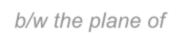 b/w the plane of